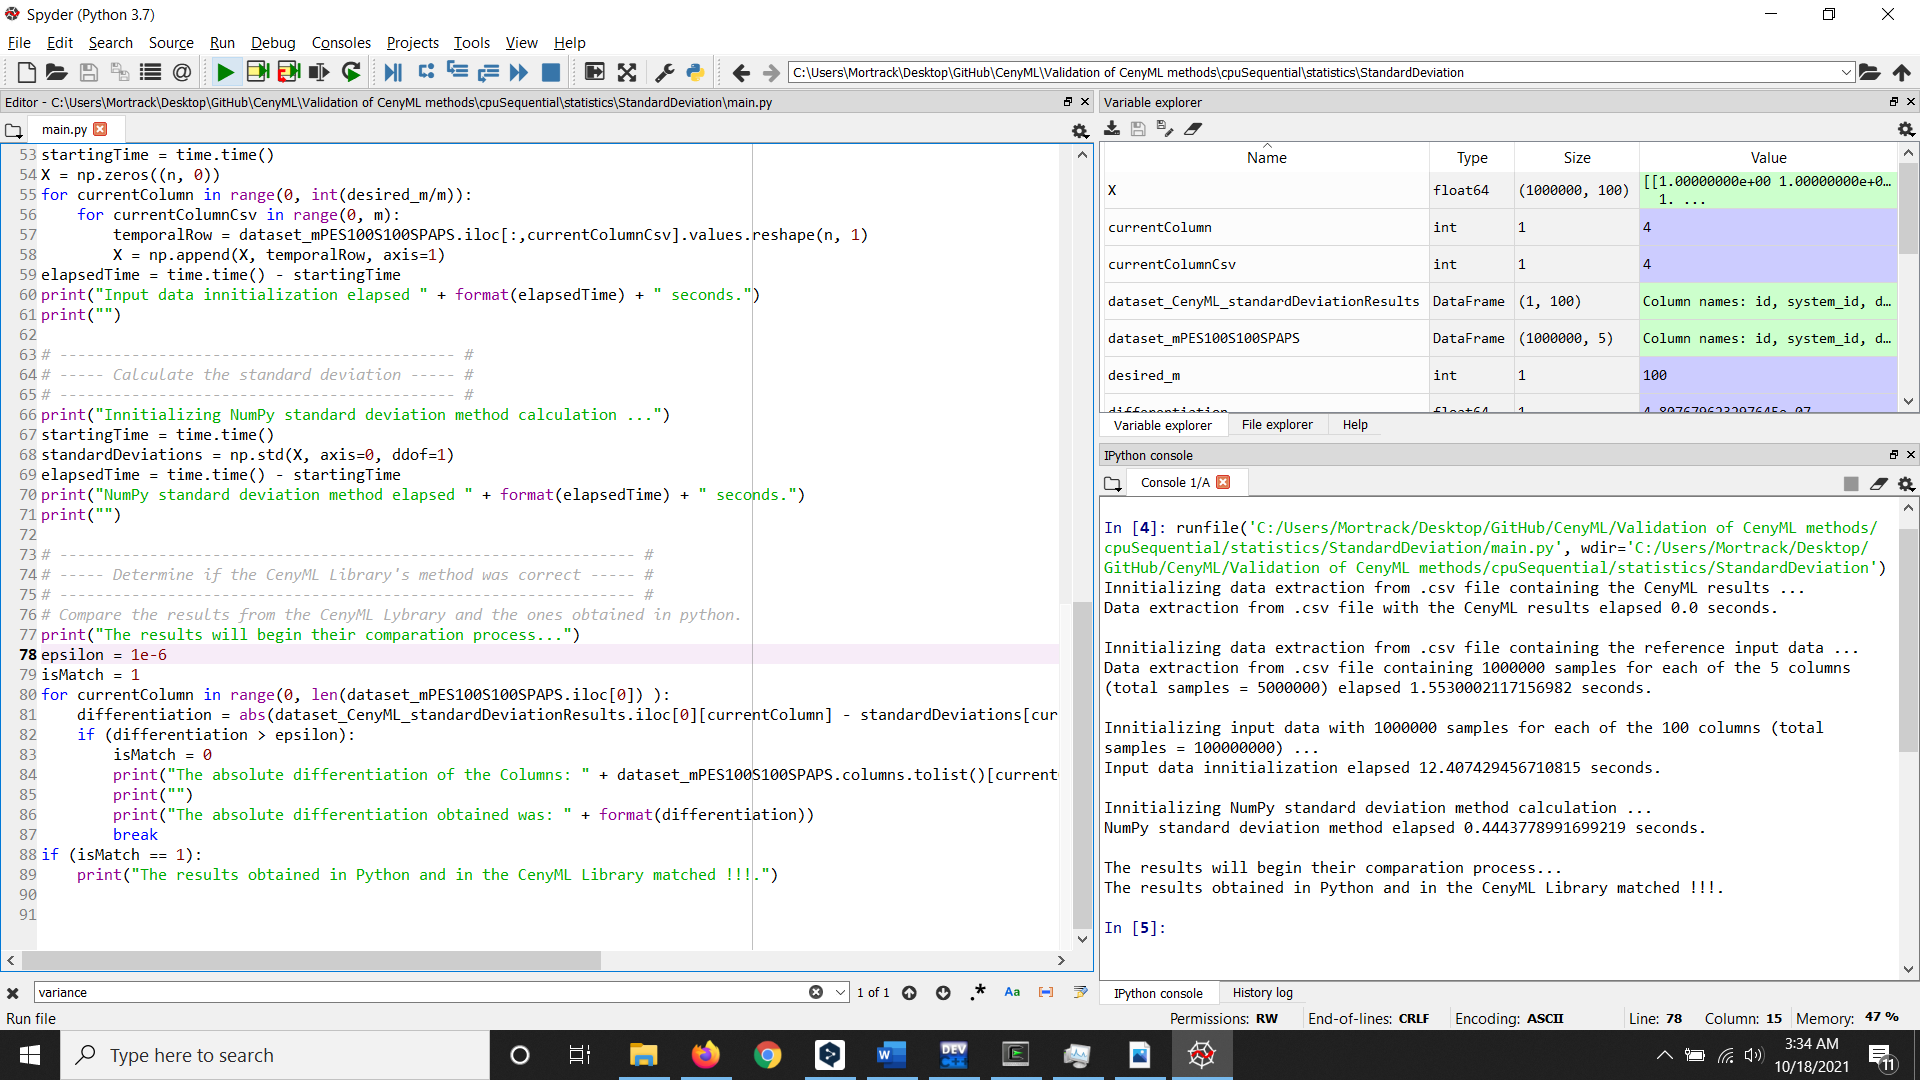 Spyder (Python 3.7)
File Edit Search Source Run Debug Consoles Projects Tools View Help
C:\Users\Mortrack\Desktop\GitHub\CenyML\Validation of CenyML methods\cpuSequential\statistics\StandardDeviation
Editor - C:\Users\Mortrack\Desktop\GitHub\CenyML\Validation of CenyML methods\cpuSequential\statistics\StandardDeviation\main.py
main.py
53 startingTime = time.time()
54 X = np.zeros((n, 0))
55 for currentColumn in range(0, int(desired_m/m)):
56     for currentColumnCsv in range(0, m):
57         temporalRow = dataset_mPES100S100SPAPS.iloc[:,currentColumnCsv].values.reshape(n, 1)
58         X = np.append(X, temporalRow, axis=1)
59 elapsedTime = time.time() - startingTime
60 print("Input data innitialization elapsed " + format(elapsedTime) + " seconds.")
61 print("")
62
63 # -------------------------------------------- #
64 # ----- Calculate the standard deviation ----- #
65 # -------------------------------------------- #
66 print("Innitializing NumPy standard deviation method calculation ...")
67 startingTime = time.time()
68 standardDeviations = np.std(X, axis=0, ddof=1)
69 elapsedTime = time.time() - startingTime
70 print("NumPy standard deviation method elapsed " + format(elapsedTime) + " seconds.")
71 print("")
72
73 # ---------------------------------------------------------------- #
74 # ----- Determine if the CenyML Library's method was correct ----- #
75 # ---------------------------------------------------------------- #
76 # Compare the results from the CenyML Lybrary and the ones obtained in python.
77 print("The results will begin their comparation process...")
78 epsilon = 1e-6
79 isMatch = 1
80 for currentColumn in range(0, len(dataset_mPES100S100SPAPS.iloc[0]) ):
81     differentiation = abs(dataset_CenyML_standardDeviationResults.iloc[0][currentColumn] - standardDeviations[cur
82     if (differentiation > epsilon):
83         isMatch = 0
84         print("The absolute differentiation of the Columns: " + dataset_mPES100S100SPAPS.columns.tolist()[current
85         print("")
86         print("The absolute differentiation obtained was: " + format(differentiation))
87         break
88 if (isMatch == 1):
89     print("The results obtained in Python and in the CenyML Library matched !!!.")
90
91
variance
1 of 1
Aa
Run file
Variable explorer
Name Type Size Value
X float64 (1000000, 100) [[1.00000000e+00 1.00000000e+0…
1. ...
currentColumn int 1 4
currentColumnCsv int 1 4
dataset_CenyML_standardDeviationResults DataFrame (1, 100) Column names: id, system_id, d…
dataset_mPES100S100SPAPS DataFrame (1000000, 5) Column names: id, system_id, d…
desired_m int 1 100
differentiation float64 1 4.807679623297645e-07
Variable explorer File explorer Help
IPython console
Console 1/A
In [4]: runfile('C:/Users/Mortrack/Desktop/GitHub/CenyML/Validation of CenyML methods/
cpuSequential/statistics/StandardDeviation/main.py', wdir='C:/Users/Mortrack/Desktop/
GitHub/CenyML/Validation of CenyML methods/cpuSequential/statistics/StandardDeviation')
Innitializing data extraction from .csv file containing the CenyML results ...
Data extraction from .csv file with the CenyML results elapsed 0.0 seconds.
Innitializing data extraction from .csv file containing the reference input data ...
Data extraction from .csv file containing 1000000 samples for each of the 5 columns
(total samples = 5000000) elapsed 1.5530002117156982 seconds.
Innitializing input data with 1000000 samples for each of the 100 columns (total
samples = 100000000) ...
Input data innitialization elapsed 12.407429456710815 seconds.
Innitializing NumPy standard deviation method calculation ...
NumPy standard deviation method elapsed 0.4443778991699219 seconds.
The results will begin their comparation process...
The results obtained in Python and in the CenyML Library matched !!!.
In [5]:
IPython console History log
Permissions: RW End-of-lines: CRLF Encoding: ASCII Line: 78 Column: 15 Memory: 47 %
Type here to search
DEV
3:34 AM
10/18/2021
11